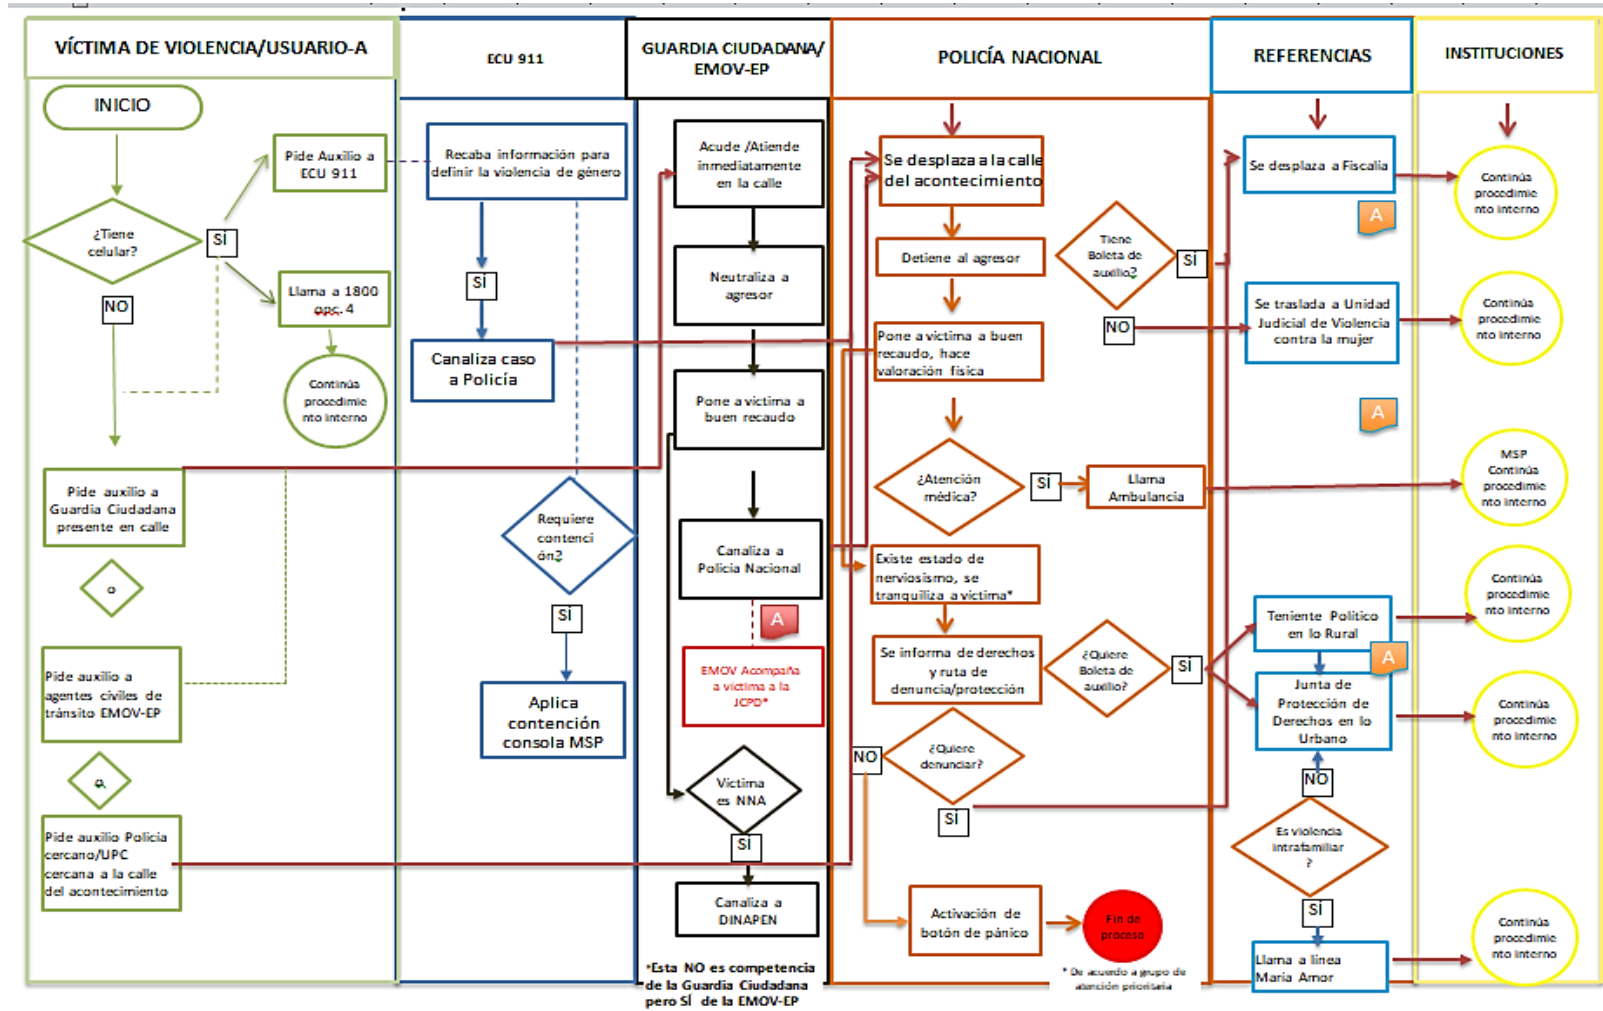 VÍCTIMA DE VIOLENCIA/USUARIO-A
INICIO
Pide Auxilio a
ECU 911
¿Tiene
celular?
SÍ
NO
Llama a 1800
opc. 4
Continúa
procedimie
nto interno
Pide auxilio a
Guardia Ciudadana
presente en calle
o
Pide auxilio a
agentes civiles de
tránsito EMOV-EP
o
Pide auxilio Policía
cercano/UPC
cercana a la calle
del acontecimiento
ECU 911
Recaba información para
definir la violencia de género
SÍ
Canaliza caso
a Policía
Requiere
contenci
ón?
SÍ
Aplica
contención
consola MSP
GUARDIA CIUDADANA/
EMOV-EP
Acude /Atiende
inmediatamente
en la calle
Neutraliza a
agresor
Pone a víctima a
buen recaudo
Canaliza a
Policía Nacional
A
EMOV Acompaña
a víctima a la
JCPD*
Víctima
es NNA
SÍ
Canaliza a
DINAPEN
*Esta NO es competencia
de la Guardia Ciudadana
pero SÍ de la EMOV-EP
POLICÍA NACIONAL
Se desplaza a la calle
del acontecimiento
Detiene al agresor
Tiene
Boleta de
auxilio?
SÍ
NO
Pone a víctima a buen
recaudo, hace
valoración física
¿Atención
médica?
SÍ
Llama
Ambulancia
Existe estado de
nerviosismo, se
tranquiliza a víctima*
Se informa de derechos
y ruta de
denuncia/protección
¿Quiere
Boleta de
auxilio?
SÍ
¿Quiere
denunciar?
NO
SÍ
Activación de
botón de pánico
Fin de
proceso
* De acuerdo a grupo de
atención prioritaria
REFERENCIAS
Se desplaza a Fiscalía
A
Se traslada a Unidad
Judicial de Violencia
contra la mujer
A
Teniente Político
en lo Rural
A
Junta de
Protección de
Derechos en lo
Urbano
NO
Es violencia
intrafamiliar
?
SÍ
Llama a línea
María Amor
INSTITUCIONES
Continúa
procedimie
nto interno
Continúa
procedimie
nto interno
MSP
Continúa
procedimie
nto interno
Continúa
procedimie
nto interno
Continúa
procedimie
nto interno
Continúa
procedimie
nto interno